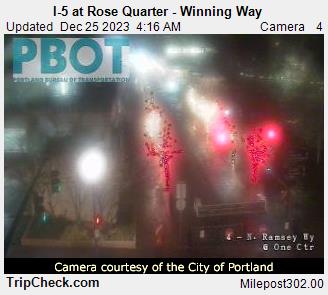 I-5 at Rose Quarter - Winning Way
Updated Dec 25 2023 4:16 AM Camera 4
PBOT
PORTLAND BUREAU OF TRANSPORTATION
4 - N. Ramsey Wy
@ One Ctr
Camera courtesy of the City of Portland
TripCheck.com Milepost302.00